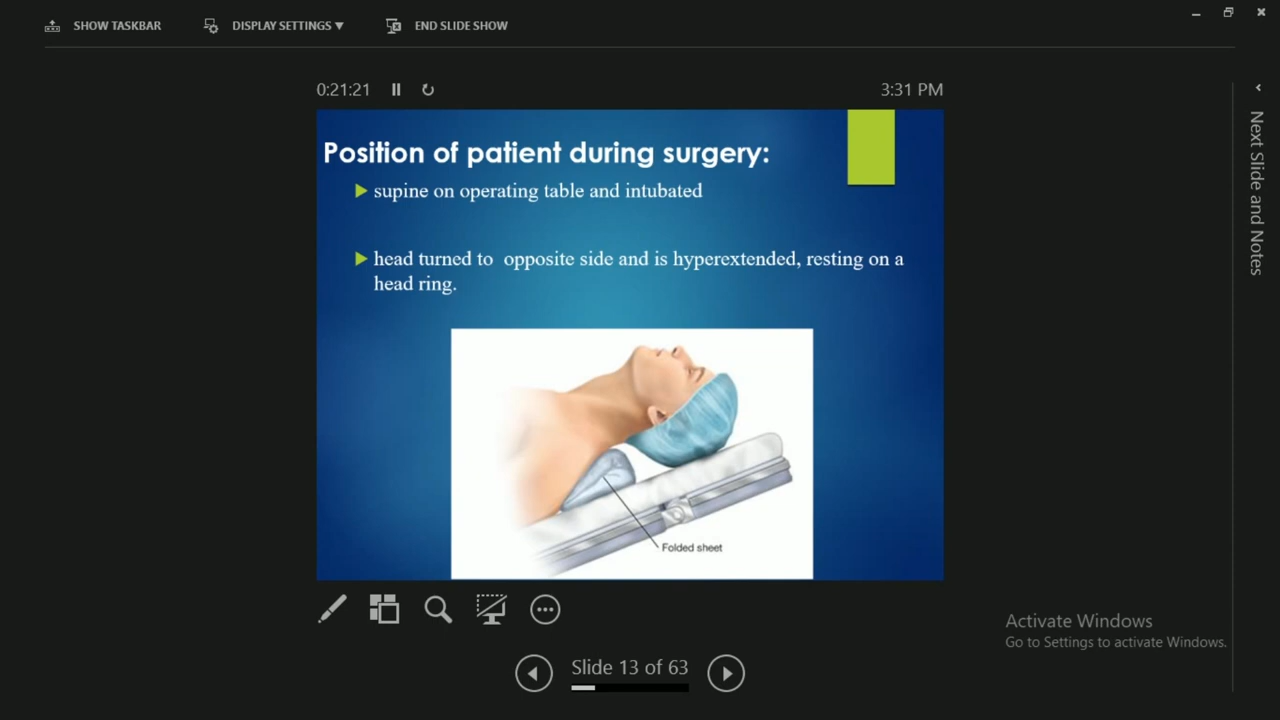 SHOW TASKBAR DISPLAY SETTINGS ▼ END SLIDE SHOW
0:21:21 3:31 PM
Position of patient during surgery:
supine on operating table and intubated
head turned to opposite side and is hyperextended, resting on a
head ring.
Folded sheet
Next Slide and Notes
Activate Windows
Go to Settings to activate Windows.
Slide 13 of 63